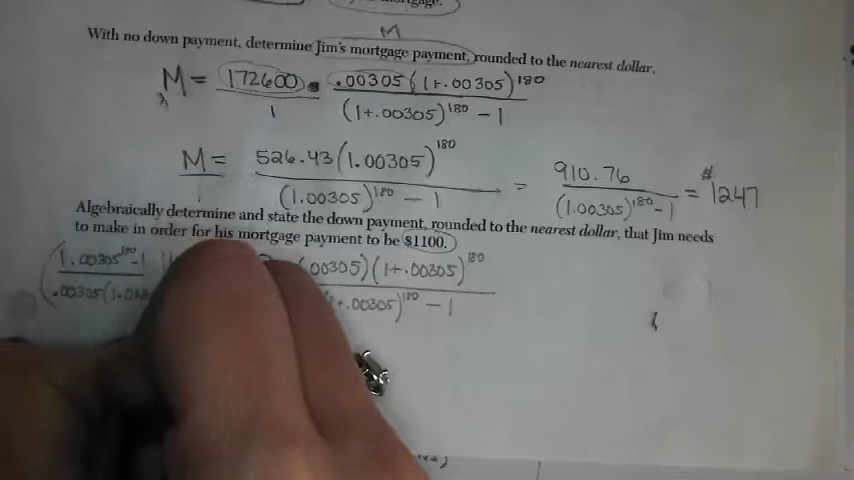 mortgage.
M
With no down payment, determine Jim's mortgage payment, rounded to the nearest dollar.
M = 172600 • .00305(1+.00305)^180
1 (1+.00305)^180 - 1
M = 526.43(1.00305)^180 / (1.00305)^180 - 1 = 910.76 / (1.00305)^180 - 1 = $1247
Algebraically determine and state the down payment, rounded to the nearest dollar, that Jim needs
to make in order for his mortgage payment to be $1100.
(1.00305^180 - 1 (.00305)(1+.00305)^180
.00305(1.003 1+.00305)^180 - 1